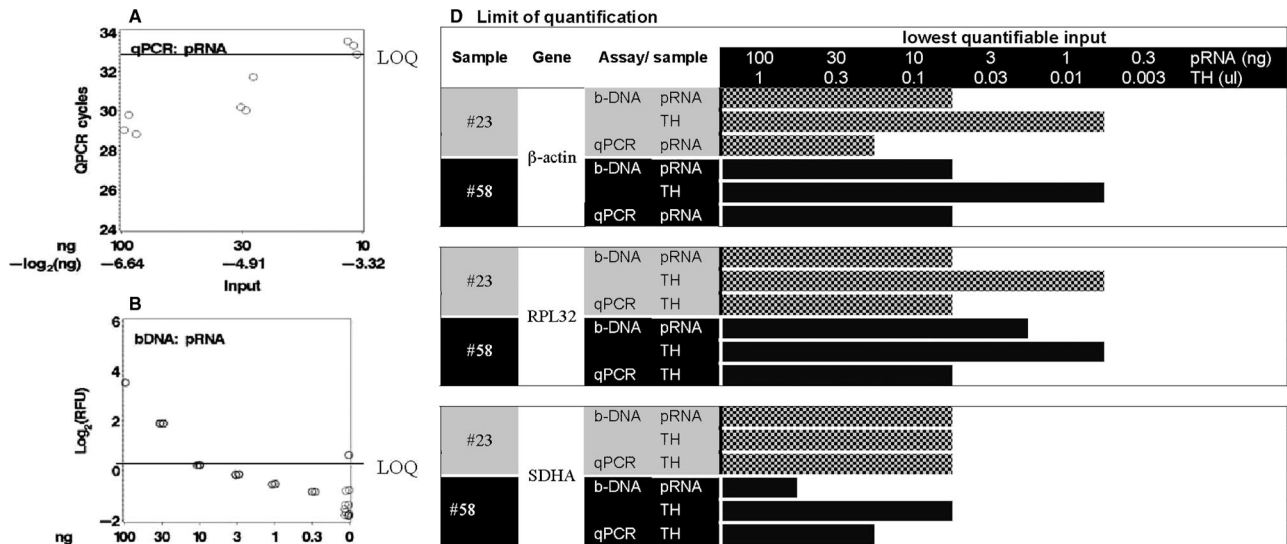 A
34
32
30
28
26
24
qPCR: pRNA
LOQ
QPCR cycles
ng
100
30
10
−log₂(ng)
−6.64
−4.91
−3.32
Input
B
6
4
2
0
−2
bDNA: pRNA
LOQ
Log₂(RFU)
ng
100
30
10
3
1
0.3
0
D Limit of quantification
Sample Gene Assay/ sample
lowest quantifiable input
100 30 10 3 1 0.3 pRNA (ng)
1 0.3 0.1 0.03 0.01 0.003 TH (ul)
#23
β-actin
b-DNA pRNA
TH
qPCR pRNA
#58
b-DNA pRNA
TH
qPCR pRNA
#23
RPL32
b-DNA pRNA
TH
qPCR TH
#58
b-DNA pRNA
TH
qPCR TH
#23
SDHA
b-DNA pRNA
TH
qPCR TH
#58
b-DNA pRNA
TH
qPCR TH